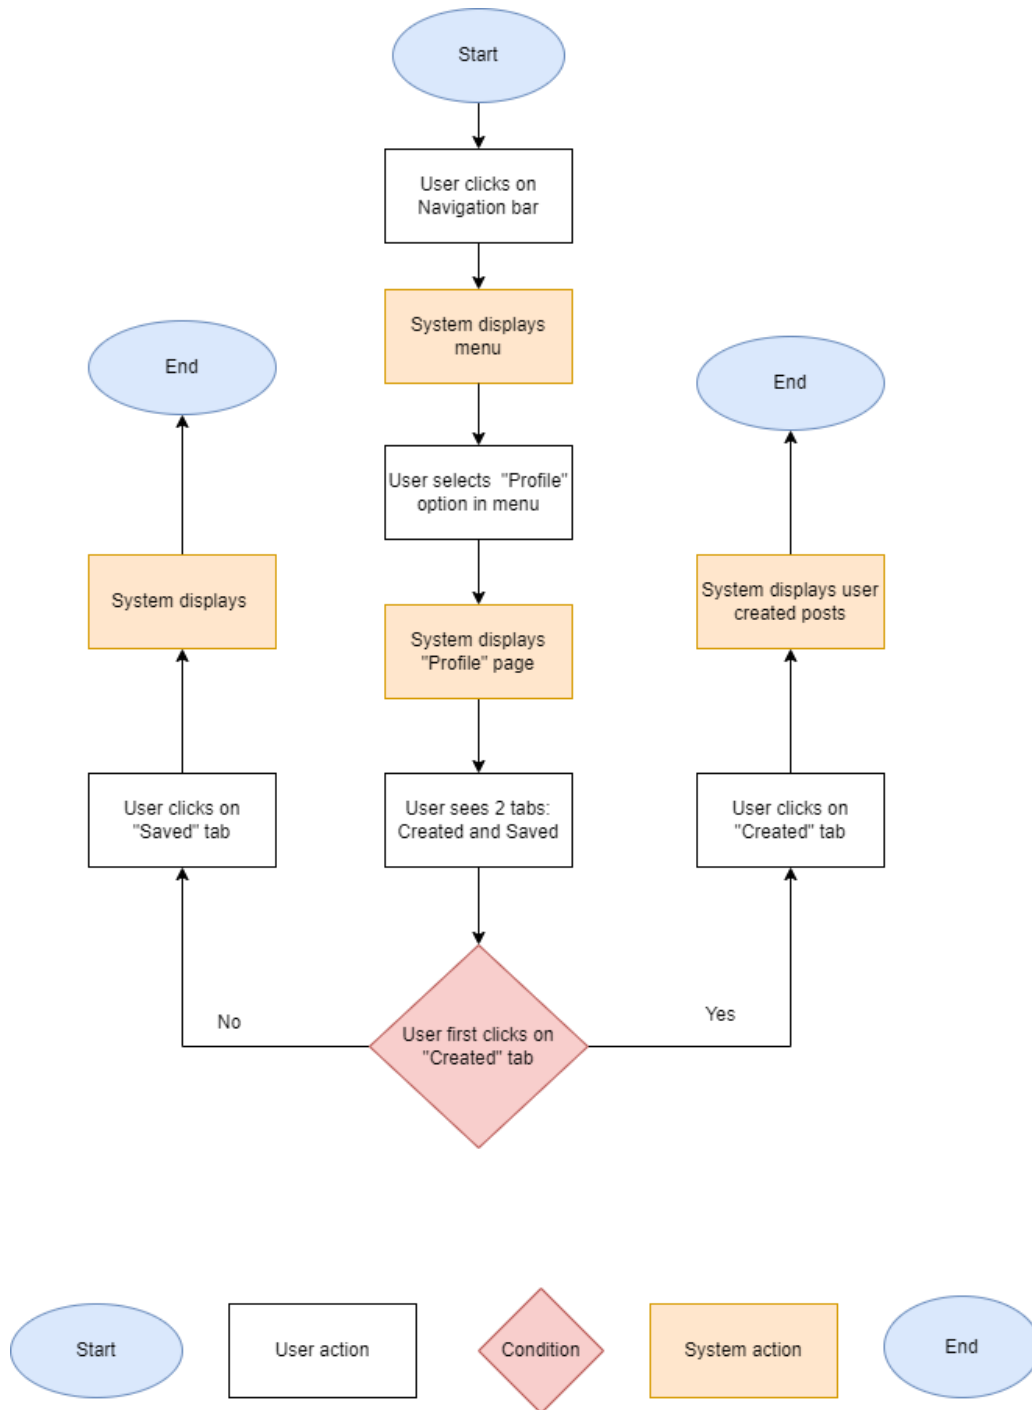 Start
User clicks on
Navigation bar
System displays
menu
End
End
User selects "Profile"
option in menu
System displays
System displays user
created posts
System displays
"Profile" page
User clicks on
"Saved" tab
User sees 2 tabs:
Created and Saved
User clicks on
"Created" tab
No
Yes
User first clicks on
"Created" tab
Start
User action
Condition
System action
End